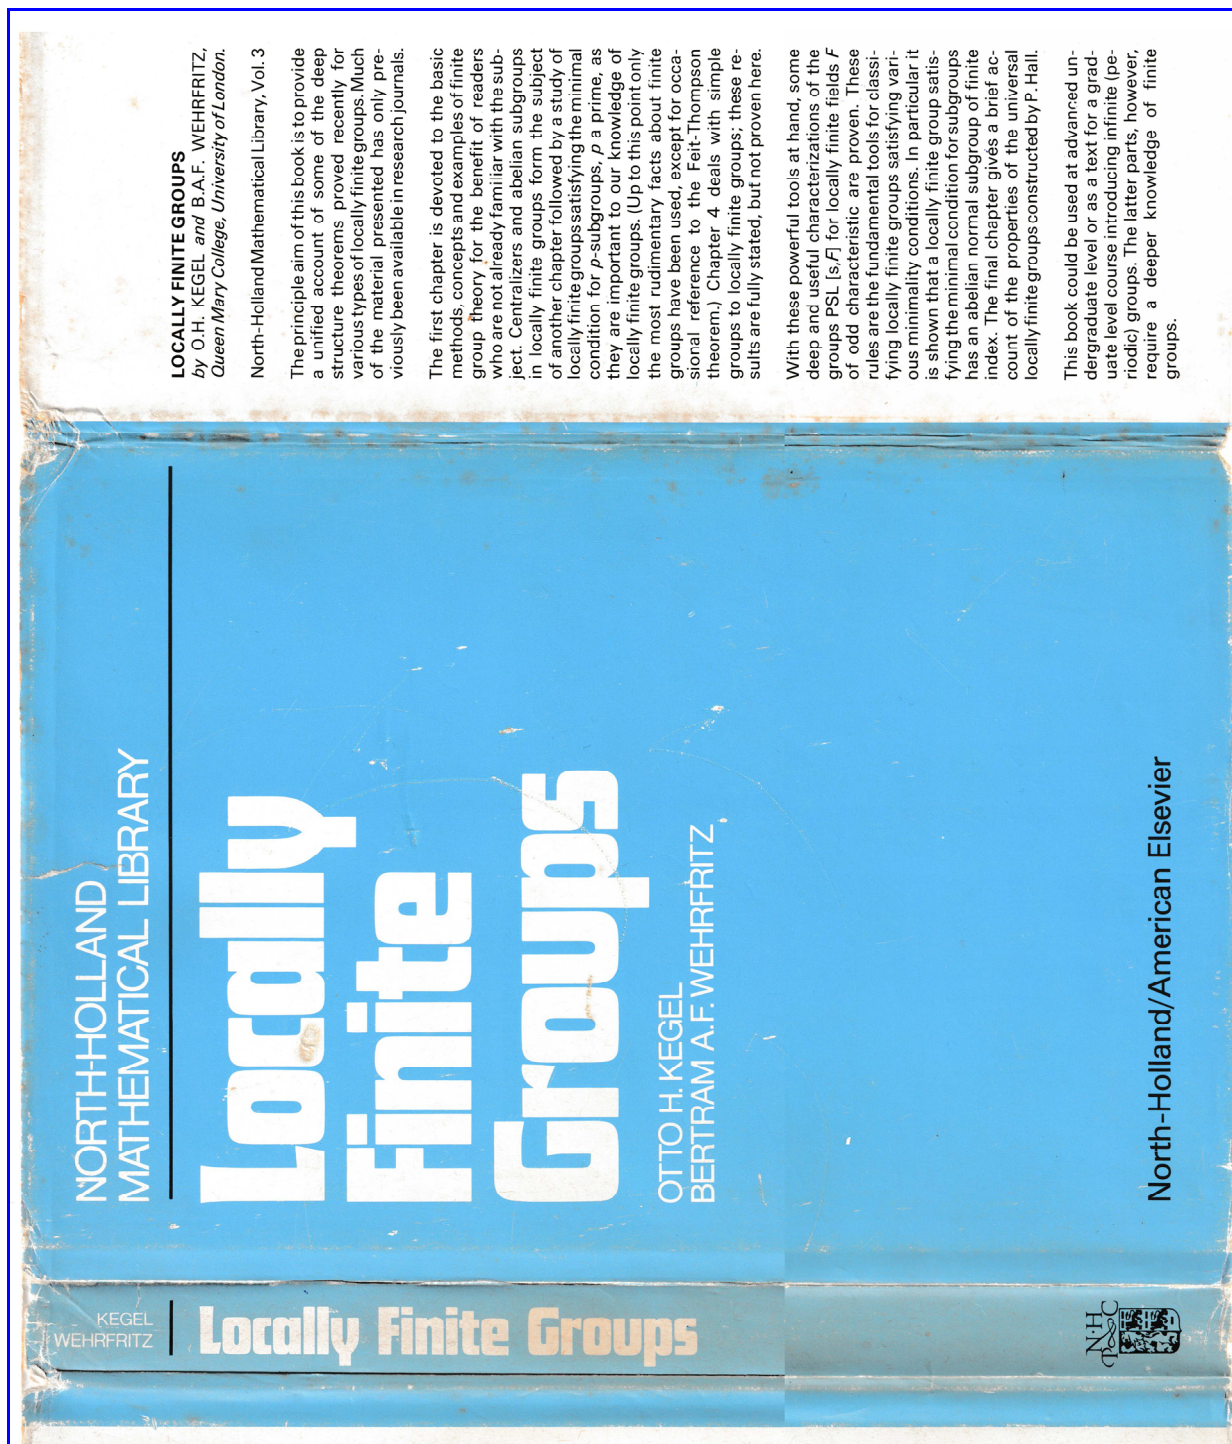 LOCALLY FINITE GROUPS
by O.H. KEGEL and B.A.F. WEHRFRITZ,
Queen Mary College, University of London.
North-Holland Mathematical Library, Vol. 3
The principle aim of this book is to provide
a unified account of some of the deep
structure theorems proved recently for
various types of locally finite groups. Much
of the material presented has only pre-
viously been available in research journals.
The first chapter is devoted to the basic
methods, concepts and examples of finite
group theory for the benefit of readers
who are not already familiar with the sub-
ject. Centralizers and abelian subgroups
in locally finite groups form the subject
of another chapter followed by a study of
locally finite groups satisfying the minimal
condition for p-subgroups, p a prime, as
they are important to our knowledge of
locally finite groups. (Up to this point only
the most rudimentary facts about finite
groups have been used, except for occa-
sional reference to the Feit-Thompson
theorem.) Chapter 4 deals with simple
groups to locally finite groups; these re-
sults are fully stated, but not proven here.
With these powerful tools at hand, some
deep and useful characterizations of the
groups PSL [s,F] for locally finite fields F
of odd characteristic are proven. These
rules are the fundamental tools for classi-
fying locally finite groups satisfying vari-
ous minimality conditions. In particular it
is shown that a locally finite group satis-
fying the minimal condition for subgroups
has an abelian normal subgroup of finite
index. The final chapter givés a brief ac-
count of the properties of the universal
locally finite groups constructed by P. Hall.
This book could be used at advanced un-
dergraduate level or as a text for a grad-
uate level course introducing infinite (pe-
riodic) groups. The latter parts, however,
require a deeper knowledge of finite
groups.
NORTH-HOLLAND
MATHEMATICAL LIBRARY
Locally
Finite
Groups
OTTO H. KEGEL
BERTRAM A.F. WEHRFRITZ
North-Holland/American Elsevier
KEGEL
WEHRFRITZ
Locally Finite Groups
N·H
P&C